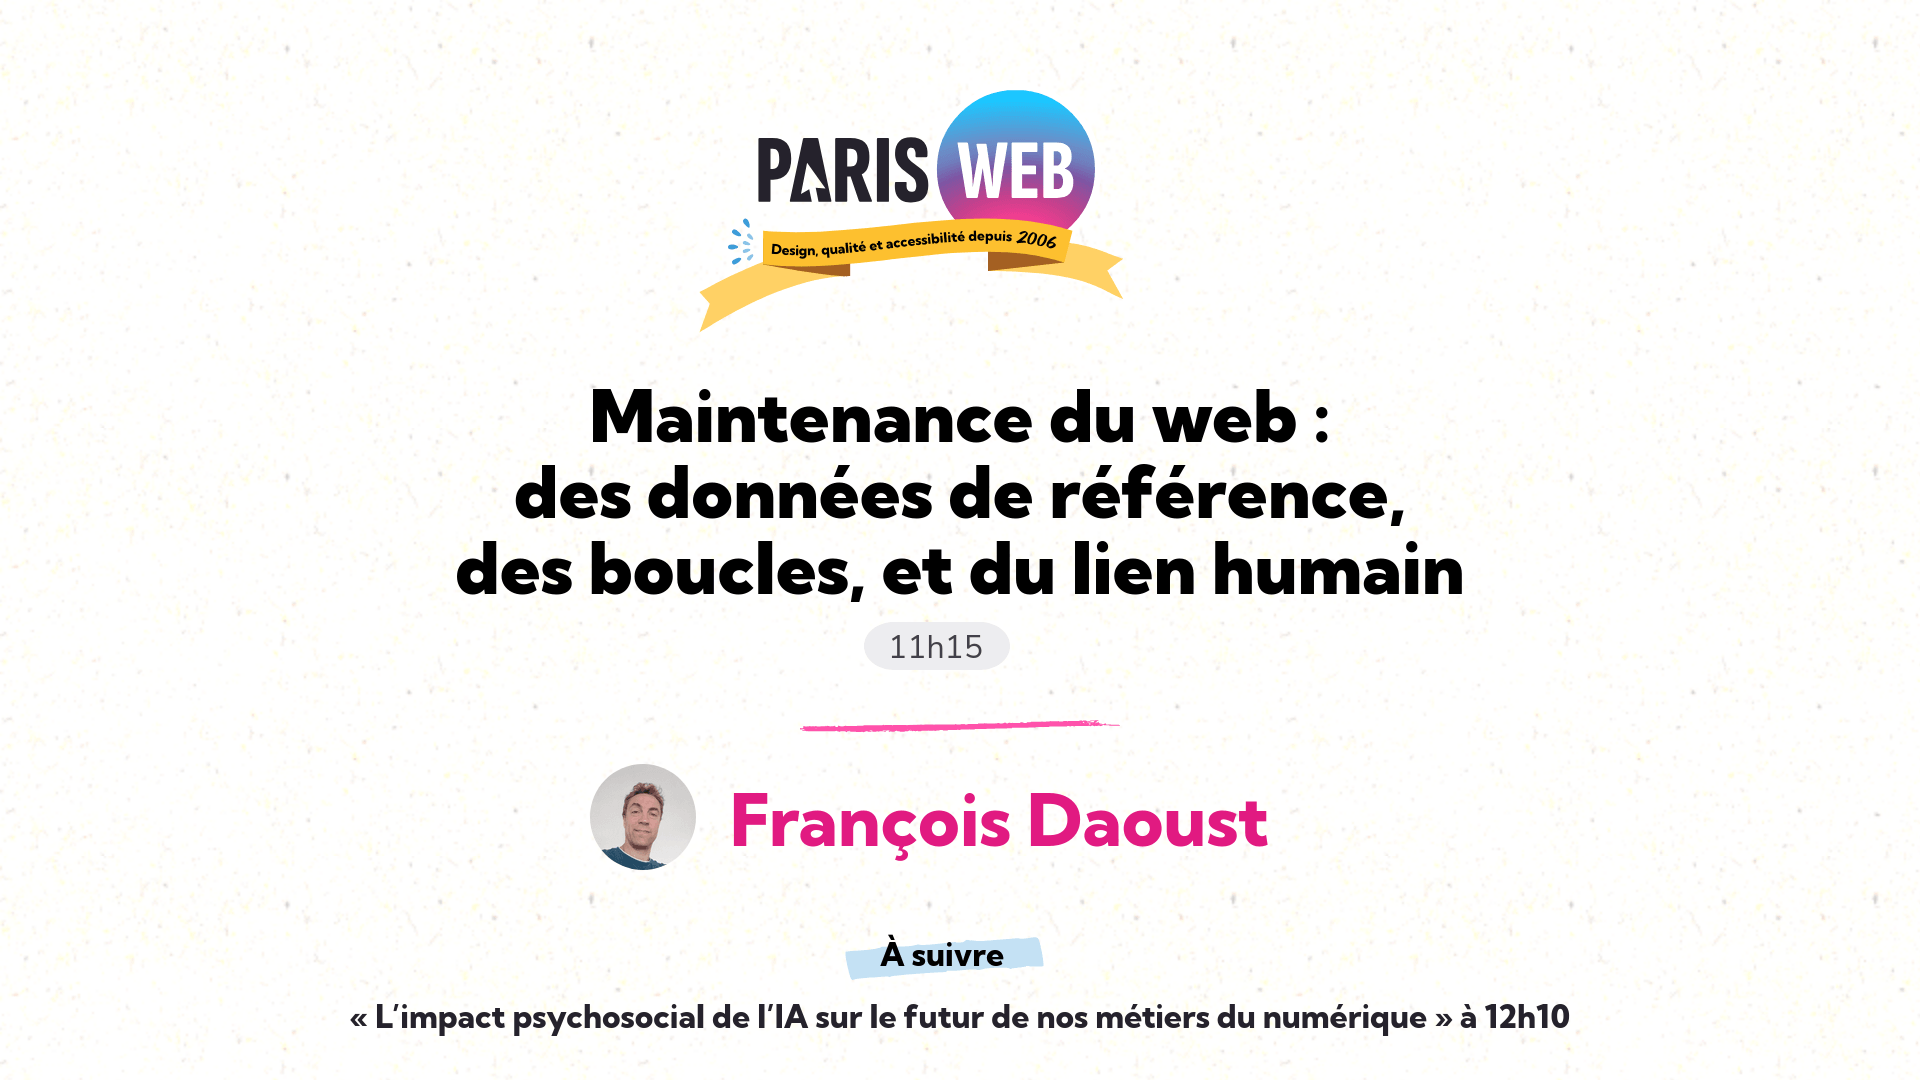 PARIS WEB
Design, qualité et accessibilité depuis 2006
Maintenance du web :
des données de référence,
des boucles, et du lien humain
11h15
François Daoust
À suivre
« L’impact psychosocial de l’IA sur le futur de nos métiers du numérique » à 12h10